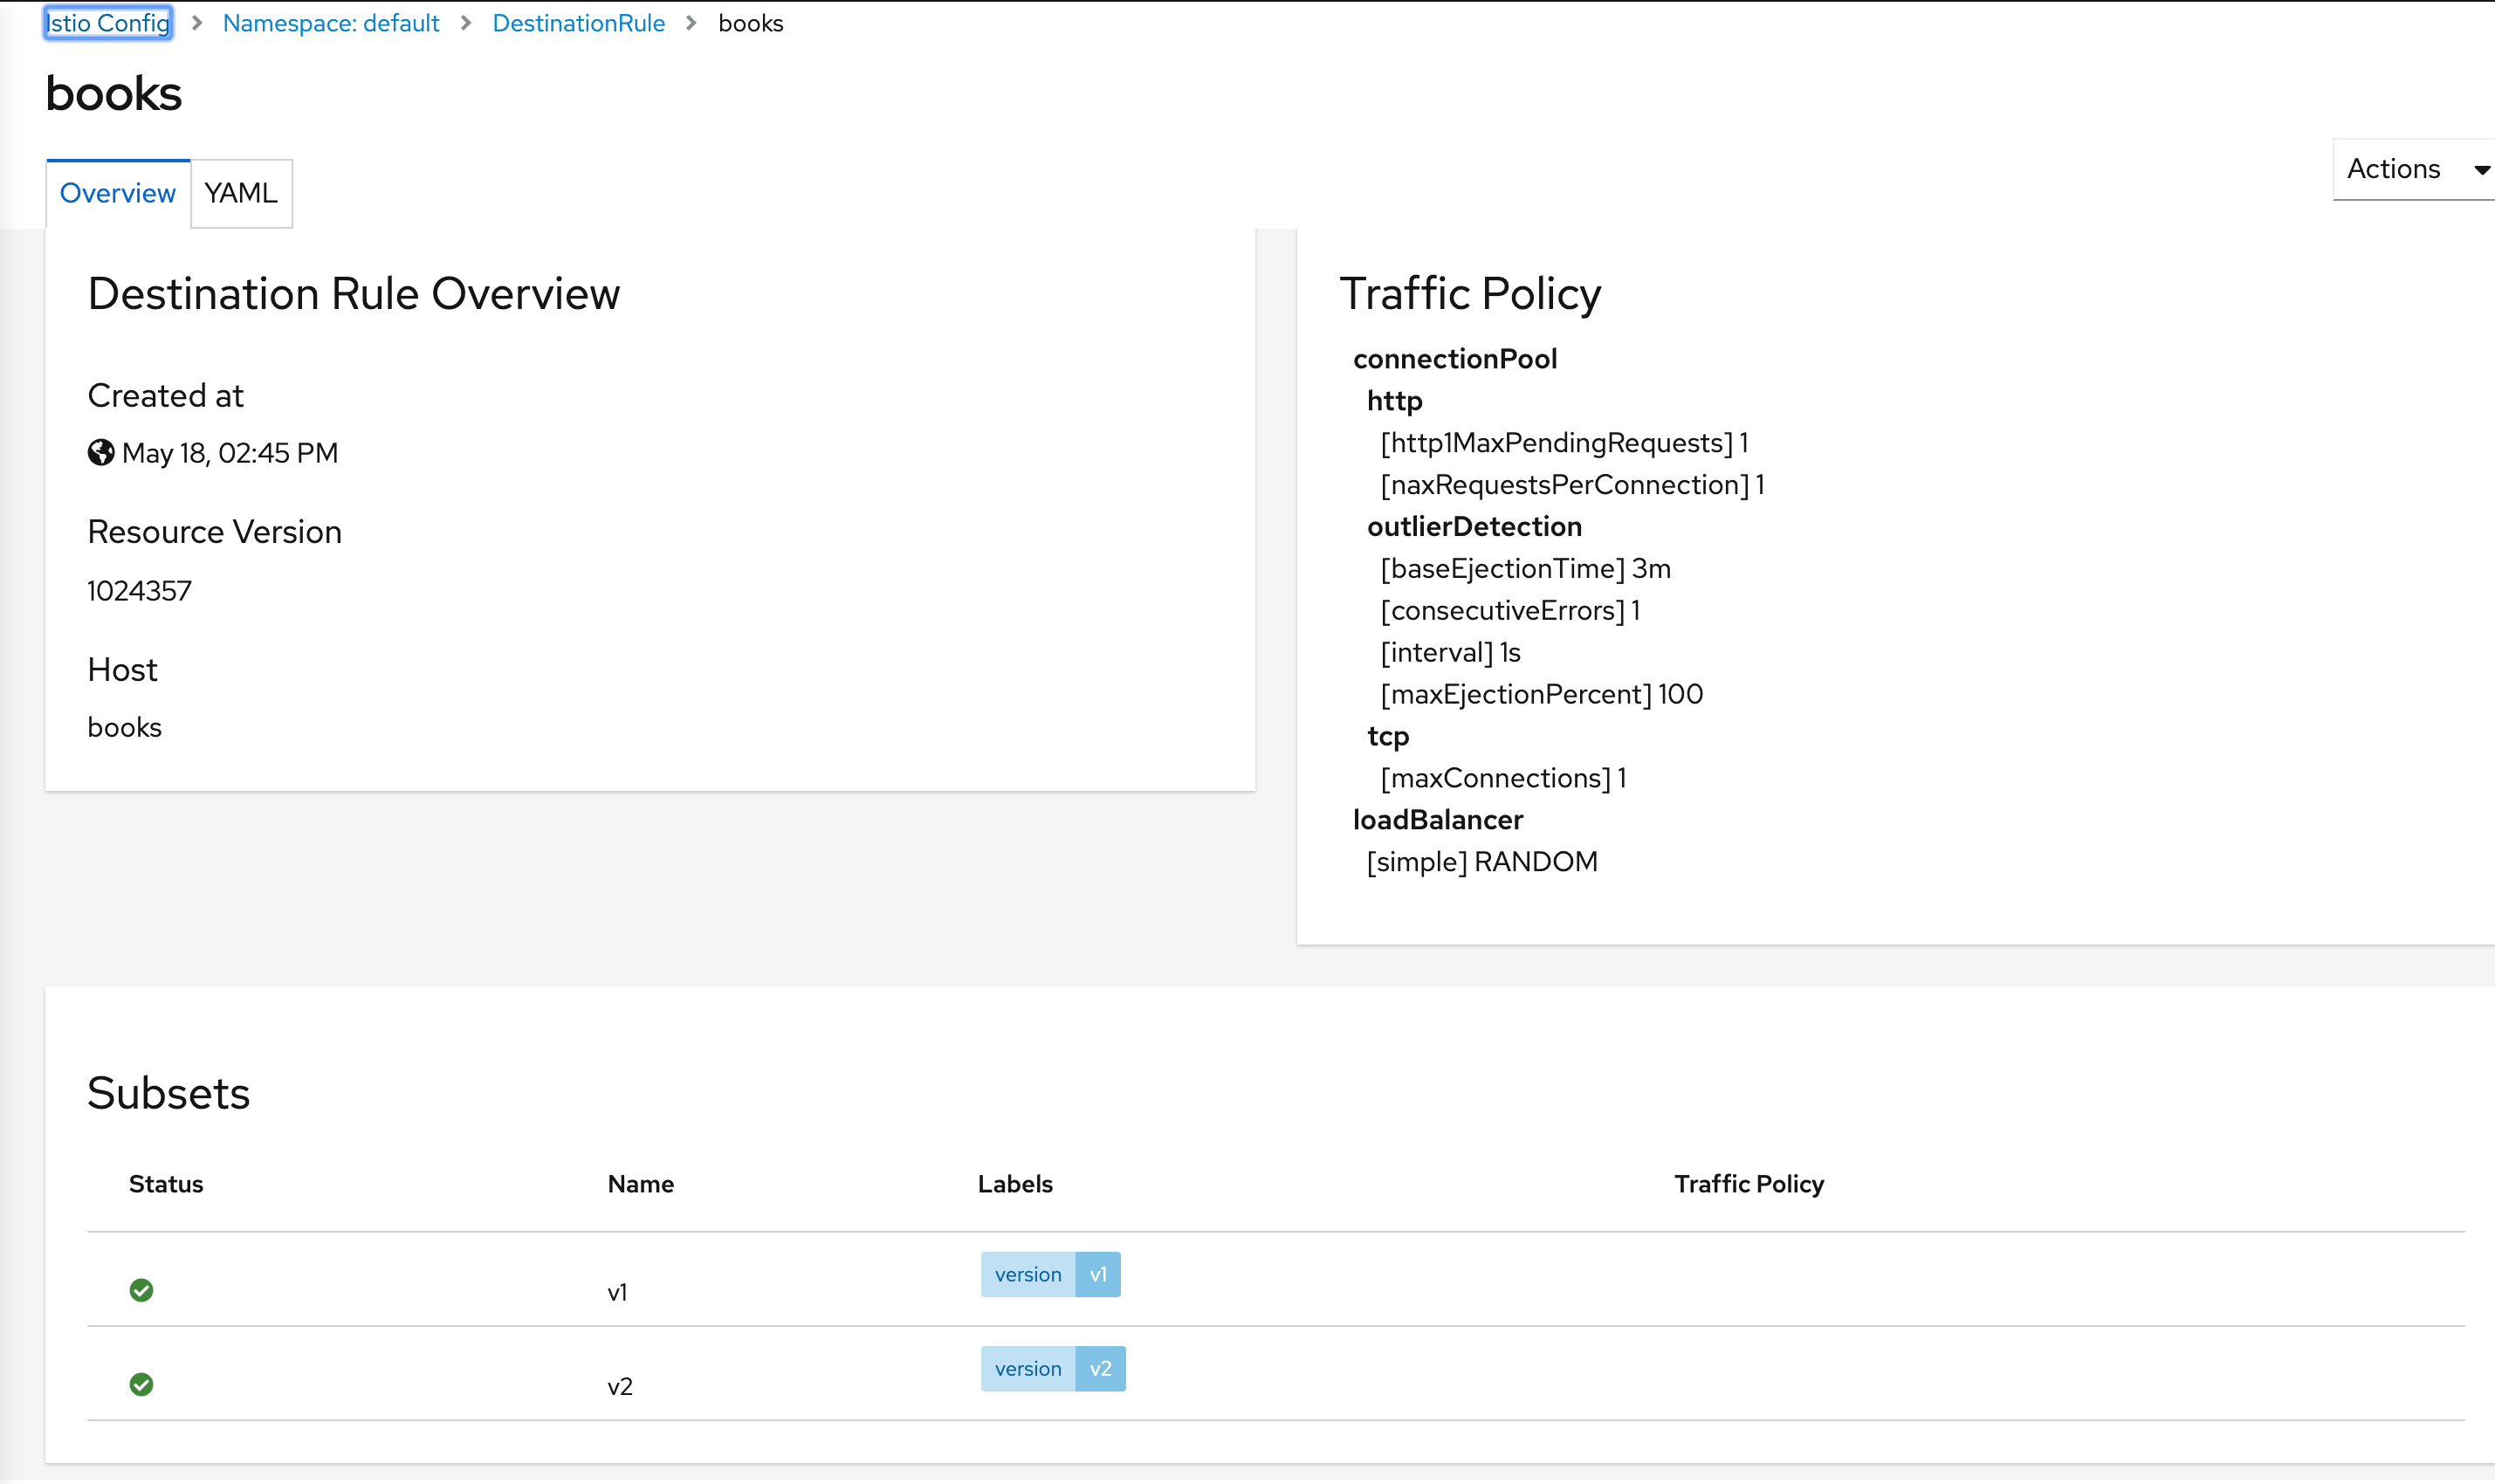 Istio Config > Namespace: default > DestinationRule > books
books
Overview YAML
Actions
Destination Rule Overview
Created at
May 18, 02:45 PM
Resource Version
1024357
Host
books
Traffic Policy
connectionPool
http
[http1MaxPendingRequests] 1
[naxRequestsPerConnection] 1
outlierDetection
[baseEjectionTime] 3m
[consecutiveErrors] 1
[interval] 1s
[maxEjectionPercent] 100
tcp
[maxConnections] 1
loadBalancer
[simple] RANDOM
Subsets
Status Name Labels Traffic Policy
v1 version v1
v2 version v2